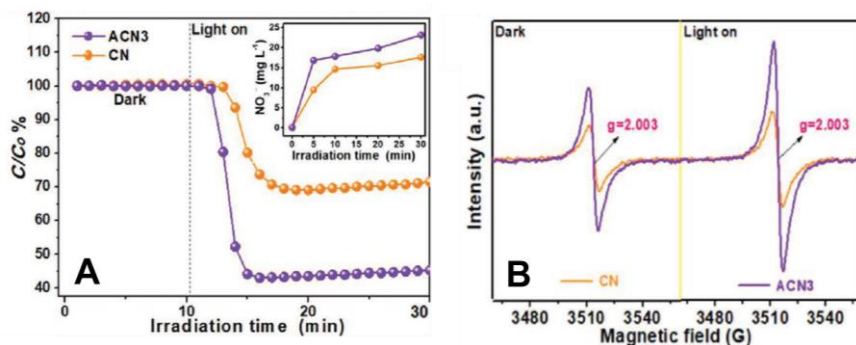 120
110
100
90
80
70
60
50
40
C/Co %
ACN3
CN
Dark
Light on
25
20
15
10
5
0
NO3⁻ (mg L⁻¹)
0 5 10 15 20 25 30
Irradiation time (min)
A
0 10 20 30
Irradiation time (min)
Dark
Light on
g=2.003
g=2.003
Intensity (a.u.)
B
CN
ACN3
3480 3510 3540 3480 3510 3540
Magnetic field (G)